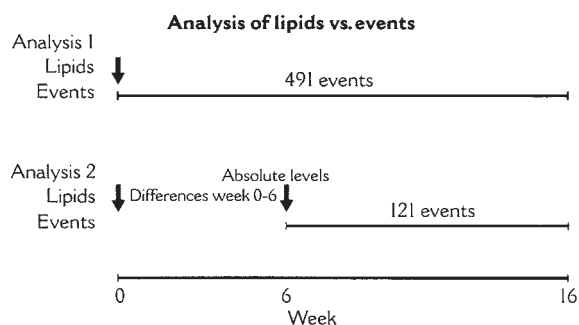 Analysis of lipids vs. events
Analysis 1
Lipids
Events
491 events
Analysis 2
Lipids
Events
Absolute levels
Differences week 0-6
121 events
0
6
16
Week